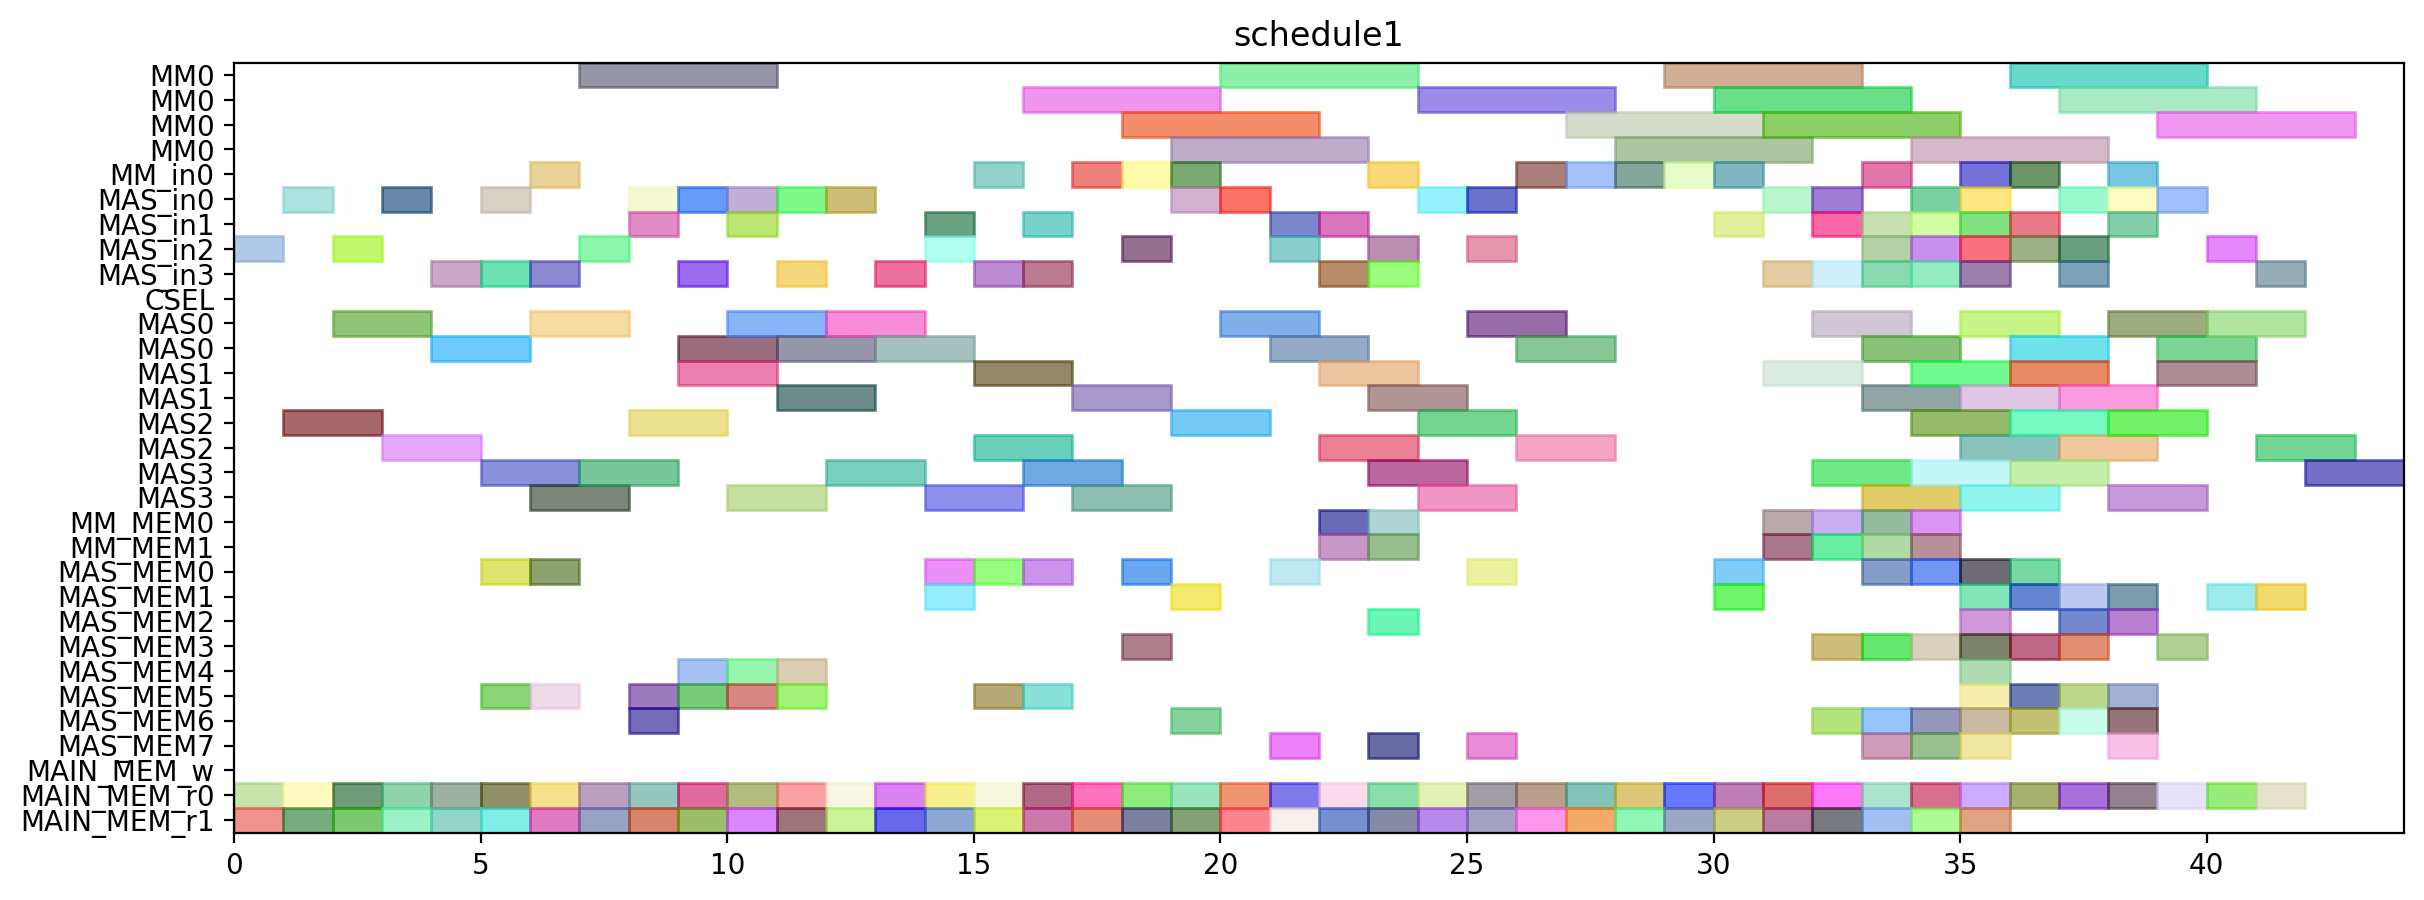 schedule1
MM0
MM0
MM0
MM0
MM_in0
MAS_in0
MAS_in1
MAS_in2
MAS_in3
CSEL
MAS0
MAS0
MAS1
MAS1
MAS2
MAS2
MAS3
MAS3
MM_MEM0
MM_MEM1
MAS_MEM0
MAS_MEM1
MAS_MEM2
MAS_MEM3
MAS_MEM4
MAS_MEM5
MAS_MEM6
MAS_MEM7
MAIN_MEM_w
MAIN_MEM_r0
MAIN_MEM_r1
0 5 10 15 20 25 30 35 40